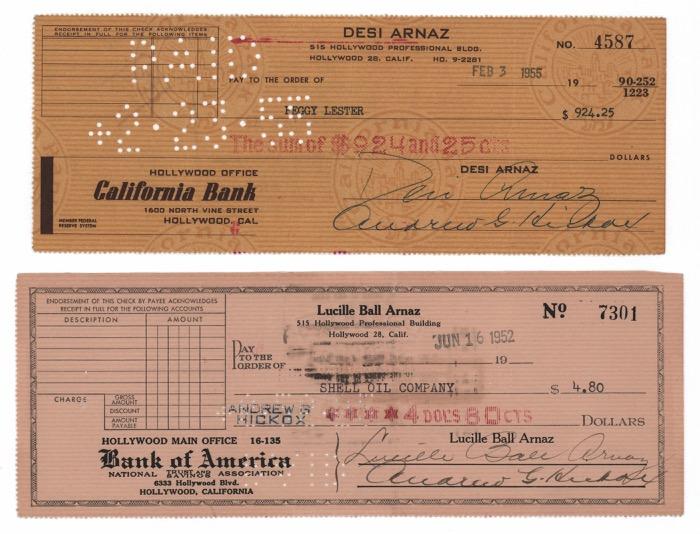 ENDORSEMENT OF THIS CHECK ACKNOWLEDGES
RECEIPT IN FULL FOR THE FOLLOWING ITEMS
PAID
DESI ARNAZ
515 HOLLYWOOD PROFESSIONAL BLDG.
HOLLYWOOD 28, CALIF. HO. 9-2281
NO. 4587
FEB 3 1955
19
90-252
1223
PAY TO THE ORDER OF
PEGGY LESTER
$ 924.25
The sum of $924 and 25 cts
DOLLARS
HOLLYWOOD OFFICE
California Bank
1600 NORTH VINE STREET
HOLLYWOOD, CAL
MEMBER FEDERAL
RESERVE SYSTEM
DESI ARNAZ
Desi Arnaz
Andrew G. Hickox
ENDORSEMENT OF THIS CHECK BY PAYEE ACKNOWLEDGES
RECEIPT IN FULL FOR THE FOLLOWING ACCOUNTS
DESCRIPTION AMOUNT
CHARGE
GROSS AMOUNT
DISCOUNT
AMOUNT PAYABLE
Lucille Ball Arnaz
515 Hollywood Professional Building
Hollywood 28, Calif.
No 7301
JUN 16 1952
19
PAY
TO THE
ORDER OF
SHELL OIL COMPANY
$ 4.80
4 DOL'S 80 CTS
DOLLARS
ANDREW G
HICKOX
HOLLYWOOD MAIN OFFICE 16-135
Bank of America
NATIONAL TRUST AND SAVINGS ASSOCIATION
6333 Hollywood Blvd.
HOLLYWOOD, CALIFORNIA
Lucille Ball Arnaz
Lucille Ball Arnaz
Andrew G. Hickox